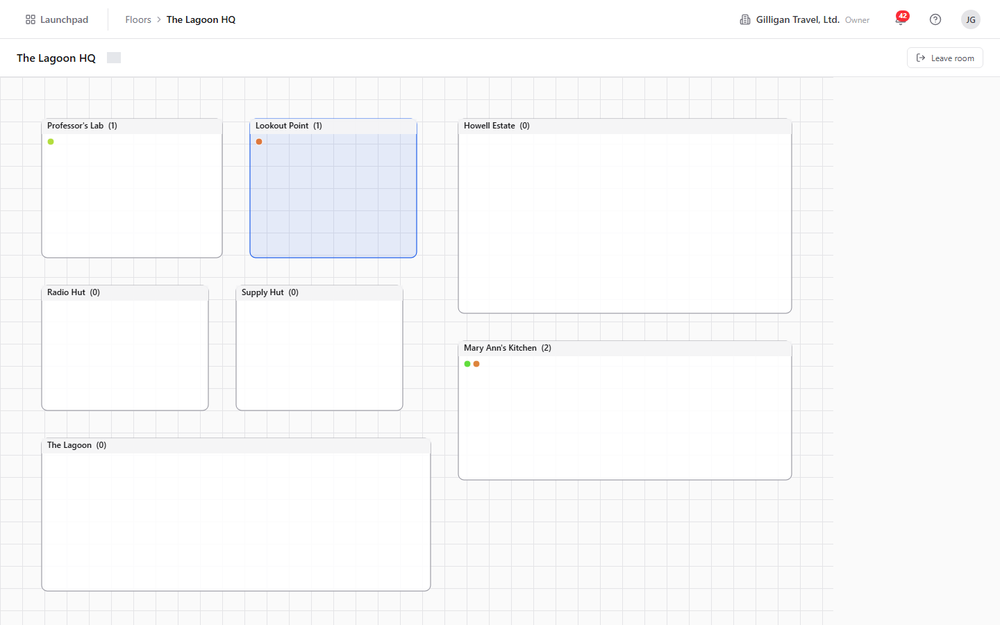 Launchpad
Floors > The Lagoon HQ
Gilligan Travel, Ltd. Owner
42
JG
The Lagoon HQ
Leave room
Professor's Lab (1)
Lookout Point (1)
Howell Estate (0)
Radio Hut (0)
Supply Hut (0)
Mary Ann's Kitchen (2)
The Lagoon (0)